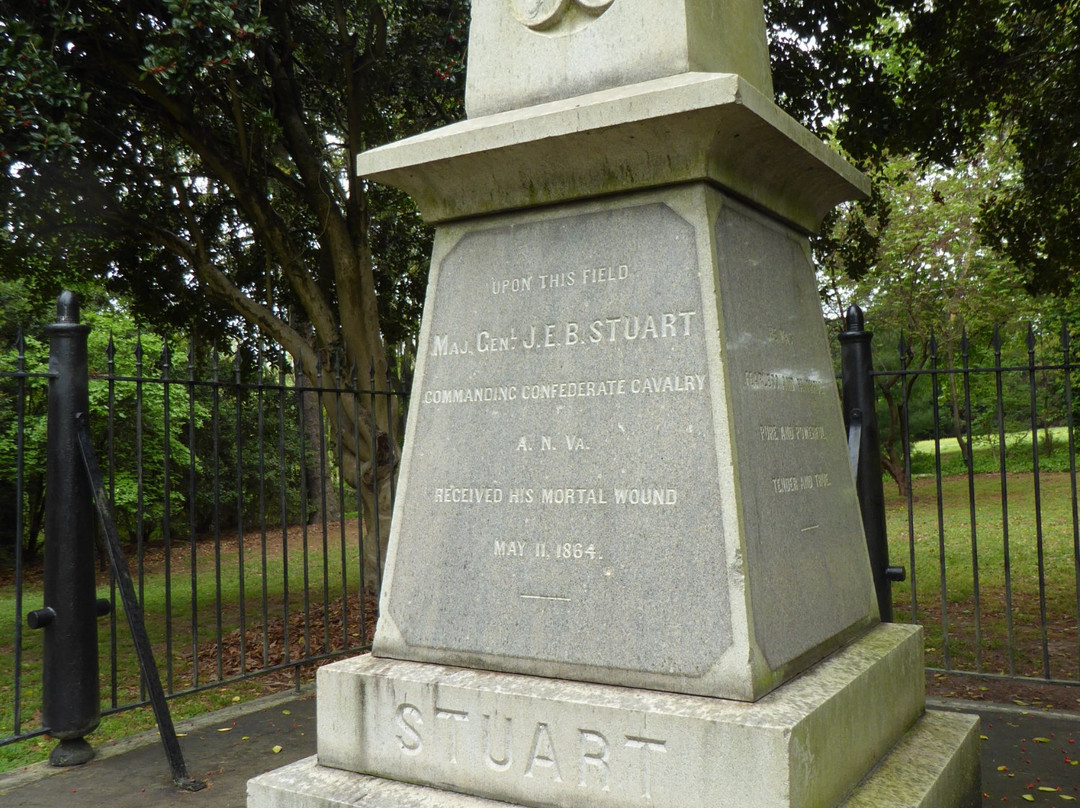 UPON THIS FIELD
MAJ. GENL J.E.B. STUART
COMMANDING CONFEDERATE CAVALRY
A. N. VA.
RECEIVED HIS MORTAL WOUND
MAY 11, 1864.
STUART
PURE AND POWERFUL
TENDER AND TRUE.